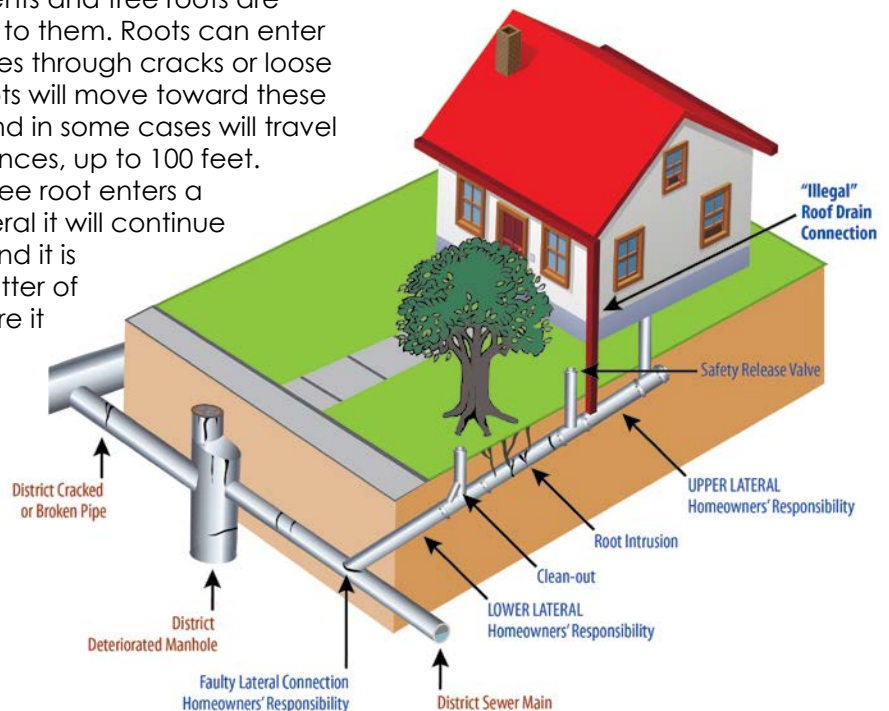 ents and tree roots are
to them. Roots can enter
es through cracks or loose
ots will move toward these
nd in some cases will travel
nces, up to 100 feet.
ree root enters a
eral it will continue
nd it is
tter of
re it
"Illegal"
Roof Drain
Connection
Safety Release Valve
UPPER LATERAL
Homeowners' Responsibility
Root Intrusion
Clean-out
LOWER LATERAL
Homeowners' Responsibility
District Cracked
or Broken Pipe
District
Deteriorated Manhole
Faulty Lateral Connection
Homeowners' Responsibility
District Sewer Main